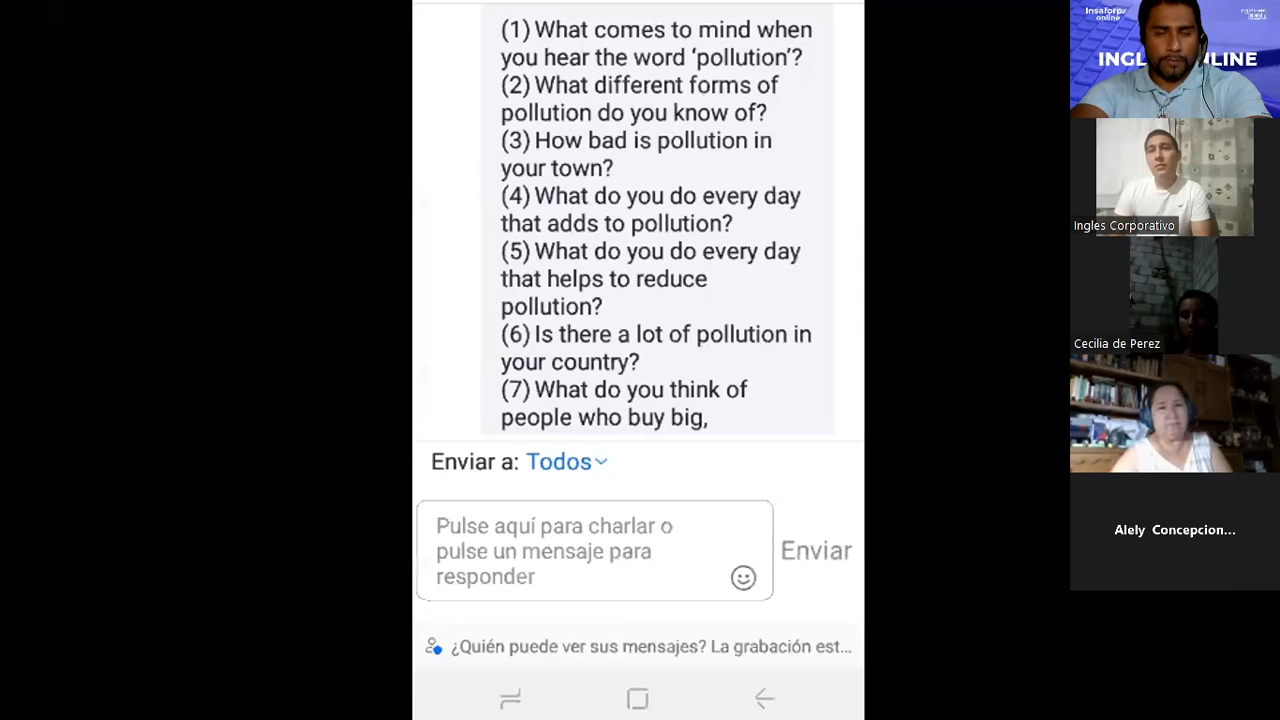 (1) What comes to mind when
you hear the word ‘pollution’?
(2) What different forms of
pollution do you know of?
(3) How bad is pollution in
your town?
(4) What do you do every day
that adds to pollution?
(5) What do you do every day
that helps to reduce
pollution?
(6) Is there a lot of pollution in
your country?
(7) What do you think of
people who buy big,
Enviar a: Todos
Pulse aquí para charlar o
pulse un mensaje para
responder
Enviar
¿Quién puede ver sus mensajes? La grabación est...
Insaforp
online
INGL LINE
Ingles Corporativo
Cecilia de Perez
Alely Concepcion...